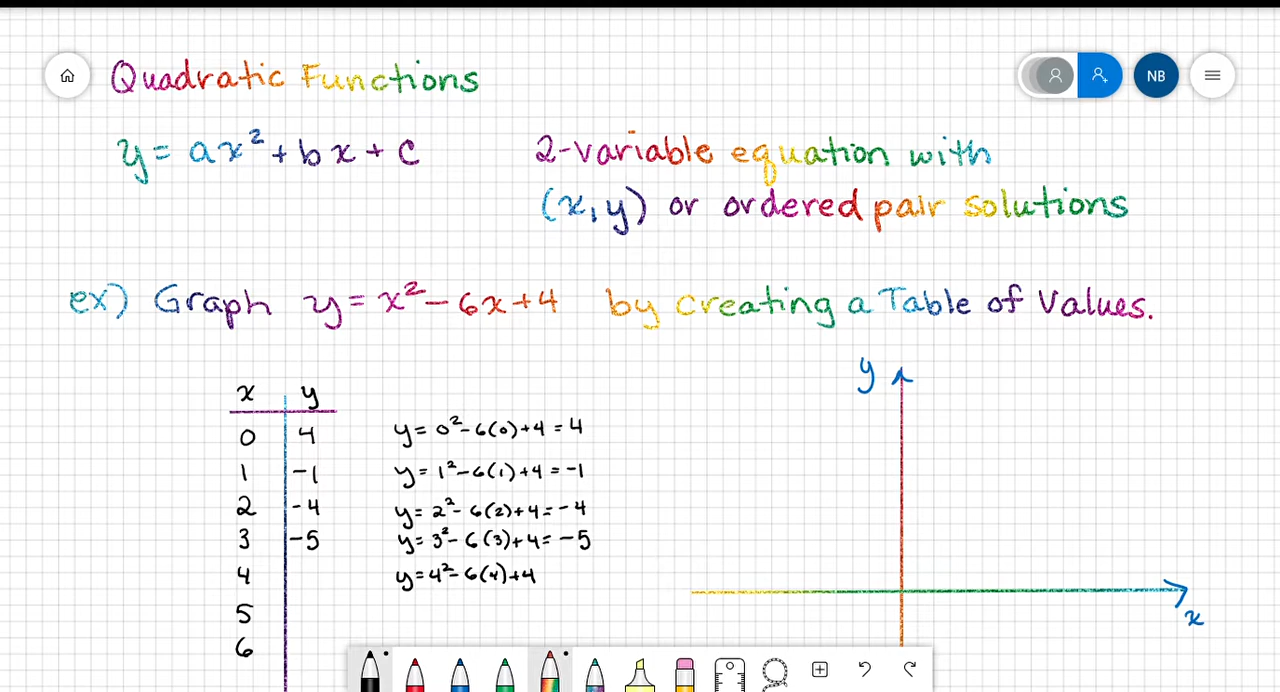 Quadratic Functions
NB
y = ax² + bx + c
2-variable equation with
(x,y) or ordered pair solutions
ex) Graph y = x² - 6x + 4 by creating a Table of Values.
x y
0 4 y = 0² - 6(0) + 4 = 4
1 -1 y = 1² - 6(1) + 4 = -1
2 -4 y = 2² - 6(2) + 4 = -4
3 -5 y = 3² - 6(3) + 4 = -5
4 y = 4² - 6(4) + 4
5
6
y
x